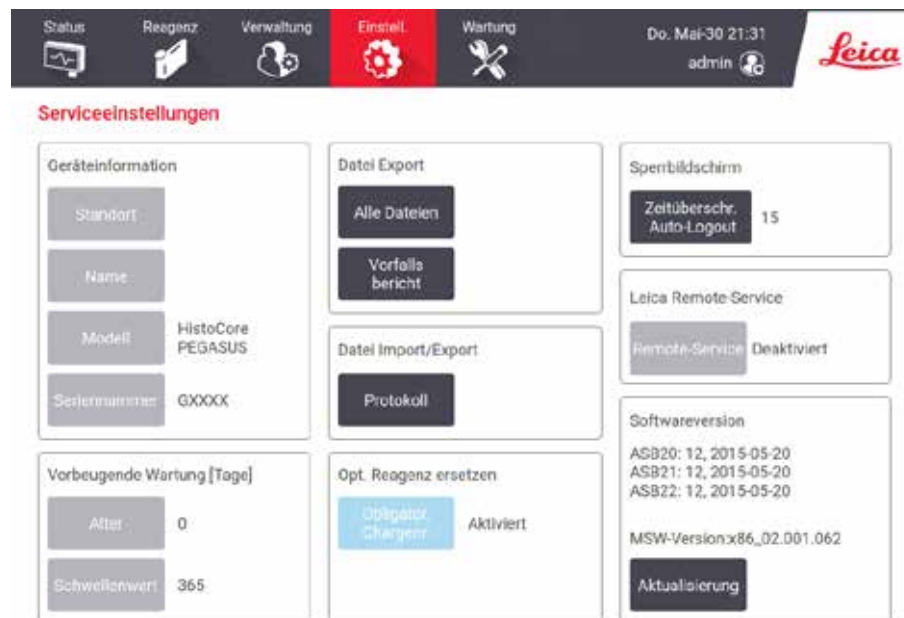 Status
Reagenz
Verwaltung
Einstell.
Wartung
Do. Mai-30 21:31
admin
Leica
Serviceeinstellungen
Geräteinformation
Standort
Name
Modell
HistoCore
PEGASUS
Seriennummer
GXXXX
Vorbeugende Wartung [Tage]
Alter
0
Schwellenwert
365
Datei Export
Alle Dateien
Vorfalls
bericht
Datei Import/Export
Protokoll
Opt. Reagenz ersetzen
Obligator.
Chargennr.
Aktiviert
Sperrbildschirm
Zeitüberschr.
Auto-Logout
15
Leica Remote-Service
Remote-Service
Deaktiviert
Softwareversion
ASB20: 12, 2015-05-20
ASB21: 12, 2015-05-20
ASB22: 12, 2015-05-20
MSW-Version:x86_02.001.062
Aktualisierung